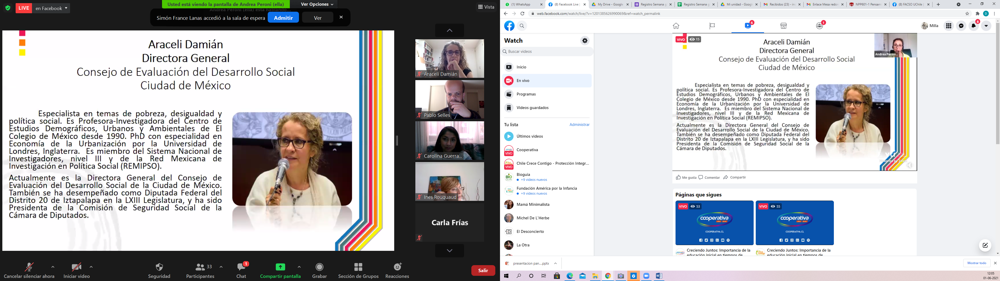 LIVE en Facebook
Usted está viendo la pantalla de Andrea Peroni (ella)
Ver Opciones
Andrea Peroni (ella) está hablando...
Simón France Lanas accedió a la sala de espera
Admitir
Ver
Vista
Araceli Damián
Directora General
Consejo de Evaluación del Desarrollo Social
Ciudad de México
Especialista en temas de pobreza, desigualdad y
política social. Es Profesora-Investigadora del Centro de
Estudios Demográficos, Urbanos y Ambientales de El
Colegio de México desde 1990. PhD con especialidad en
Economía de la Urbanización por la Universidad de
Londres, Inglaterra. Es miembro del Sistema Nacional de
Investigadores, nivel III y de la Red Mexicana de
Investigación en Política Social (REMIPSO).
Actualmente es la Directora General del Consejo de
Evaluación del Desarrollo Social de la Ciudad de México.
También se ha desempeñado como Diputada Federal del
Distrito 20 de Iztapalapa en la LXIII Legislatura, y ha sido
Presidenta de la Comisión de Seguridad Social de la
Cámara de Diputados.
Araceli Damián
Pablo Selles
Carolina Guerra...
Ines Rouquaud
Carla Frías
Cancelar silenciar ahora
Iniciar video
Seguridad
Participantes
33
Chat
1
Compartir pantalla
Grabar
Sección de Grupos
Reacciones
Salir
(1) WhatsApp
(8) Facebook Live |
My Drive - Google
Registro Semana g
Registro Semana g
Mi unidad - Googl
Recibidos (23) - in
Enlace Mesa redon
NPP601-1 Pensam
(8) FACSO UChile |
web.facebook.com/watch/live/?v=1201385626990069&ref=watch_permalink
D
6
1
Milla
8
Watch
Buscar videos
Inicio
En vivo
Programas
Videos guardados
Tu lista
Administrar
Últimos videos
Cooperativa
VIVO
Chile Crece Contigo - Protección Integr...
VIVO
Bioguia
+9 videos nuevos
Fundación América por la Infancia
+9 videos nuevos
Mamá Minimalista
Michel De L'Herbe
El Desconcierto
La Otra
VIVO 15
Araceli Damián
Directora General
Consejo de Evaluación del Desarrollo Social
Ciudad de México
Andrea Peroni...
Especialista en temas de pobreza, desigualdad y
política social. Es Profesora-Investigadora del Centro de
Estudios Demográficos, Urbanos y Ambientales de El
Colegio de México desde 1990. PhD con especialidad en
Economía de la Urbanización por la Universidad de
Londres, Inglaterra. Es miembro del Sistema Nacional de
Investigadores, nivel III y de la Red Mexicana de
Investigación en Política Social (REMIPSO).
Actualmente es la Directora General del Consejo de
Evaluación del Desarrollo Social de la Ciudad de México.
También se ha desempeñado como Diputada Federal del
Distrito 20 de Iztapalapa en la LXIII Legislatura, y ha sido
Presidenta de la Comisión de Seguridad Social de la
Cámara de Diputados.
Powered by Zoom
Me gusta
Comentar
Compartir
Páginas que sigues
VIVO 53
cooperativa
COOPERATIVA.CL
Creciendo Juntos: Importancia de la
educación inicial en tiempos de
VIVO 55
cooperativa
COOPERATIVA.CL
Creciendo Juntos: Importancia de la
educación inicial en tiempos de
presentacion pan....pptx
Mostrar todo
12:05
01-06-2021